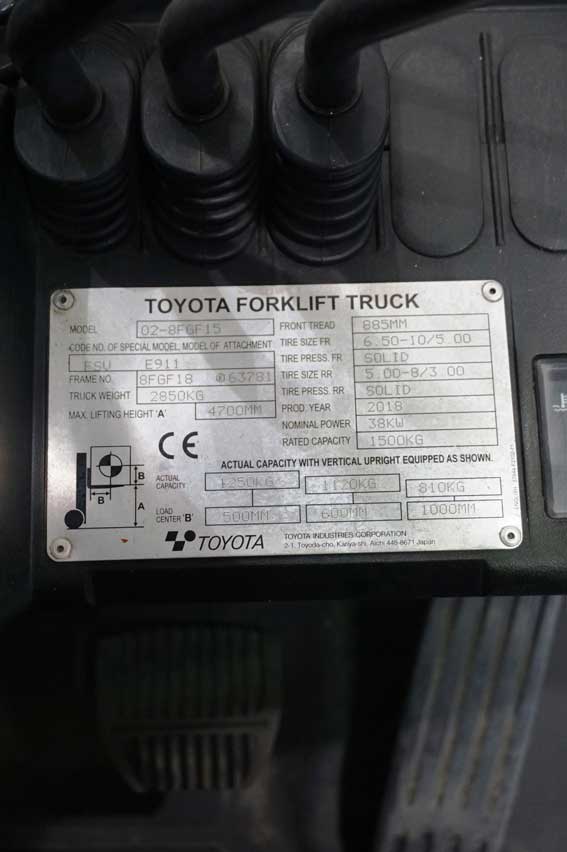 TOYOTA FORKLIFT TRUCK
MODEL 02-8FGF15
CODE NO. OF SPECIAL MODEL, MODEL OF ATTACHMENT
ESU E911
FRAME NO. 8FGF18 63781
TRUCK WEIGHT 2850KG
MAX. LIFTING HEIGHT 'A' 4700MM
FRONT TREAD 885MM
TIRE SIZE FR 6.50-10/5.00
TIRE PRESS. FR SOLID
TIRE SIZE RR 5.00-8/3.00
TIRE PRESS. RR SOLID
PROD. YEAR 2018
NOMINAL POWER 38KW
RATED CAPACITY 1500KG
CE
ACTUAL CAPACITY WITH VERTICAL UPRIGHT EQUIPPED AS SHOWN.
B
B
A
ACTUAL CAPACITY 1250KG 1120KG 810KG
LOAD CENTER 'B' 500MM 600MM 1000MM
TOYOTA
TOYOTA INDUSTRIES CORPORATION
2-1, Toyoda-cho, Kariya-shi, Aichi 448-8671 Japan